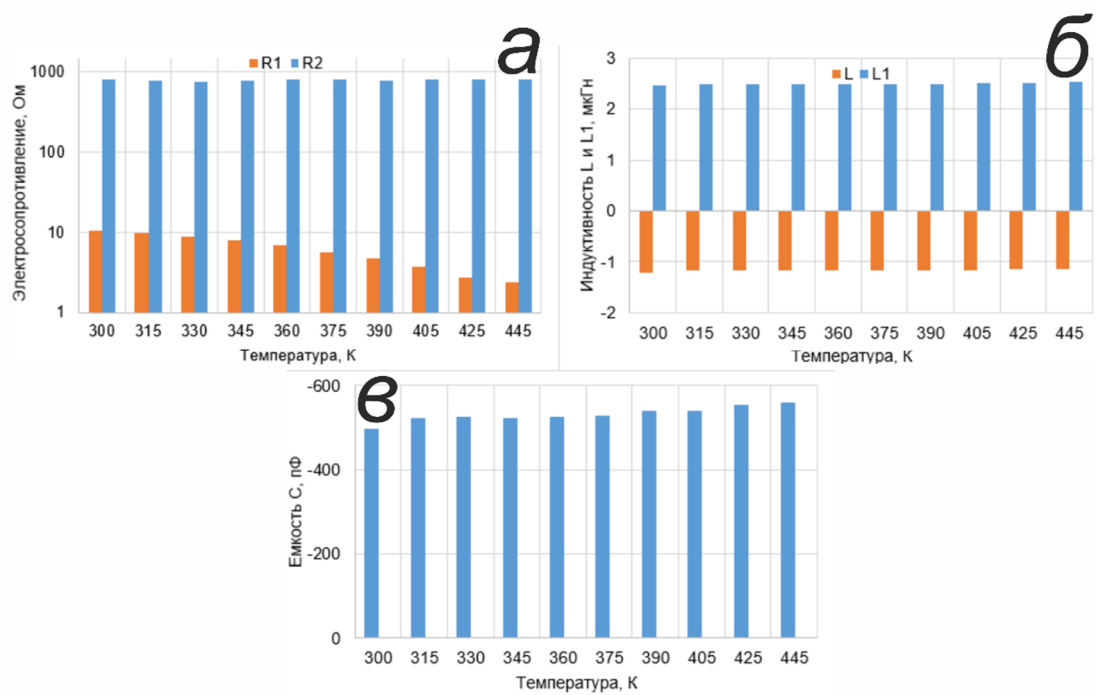 а
R1 R2
Электросопротивление, Ом
1000
100
10
1
300 315 330 345 360 375 390 405 425 445
Температура, К
б
L L1
Индуктивность L и L1, мкГн
3
2
1
0
-1
-2
300 315 330 345 360 375 390 405 425 445
Температура, К
в
Емкость С, пФ
-600
-400
-200
0
300 315 330 345 360 375 390 405 425 445
Температура, К